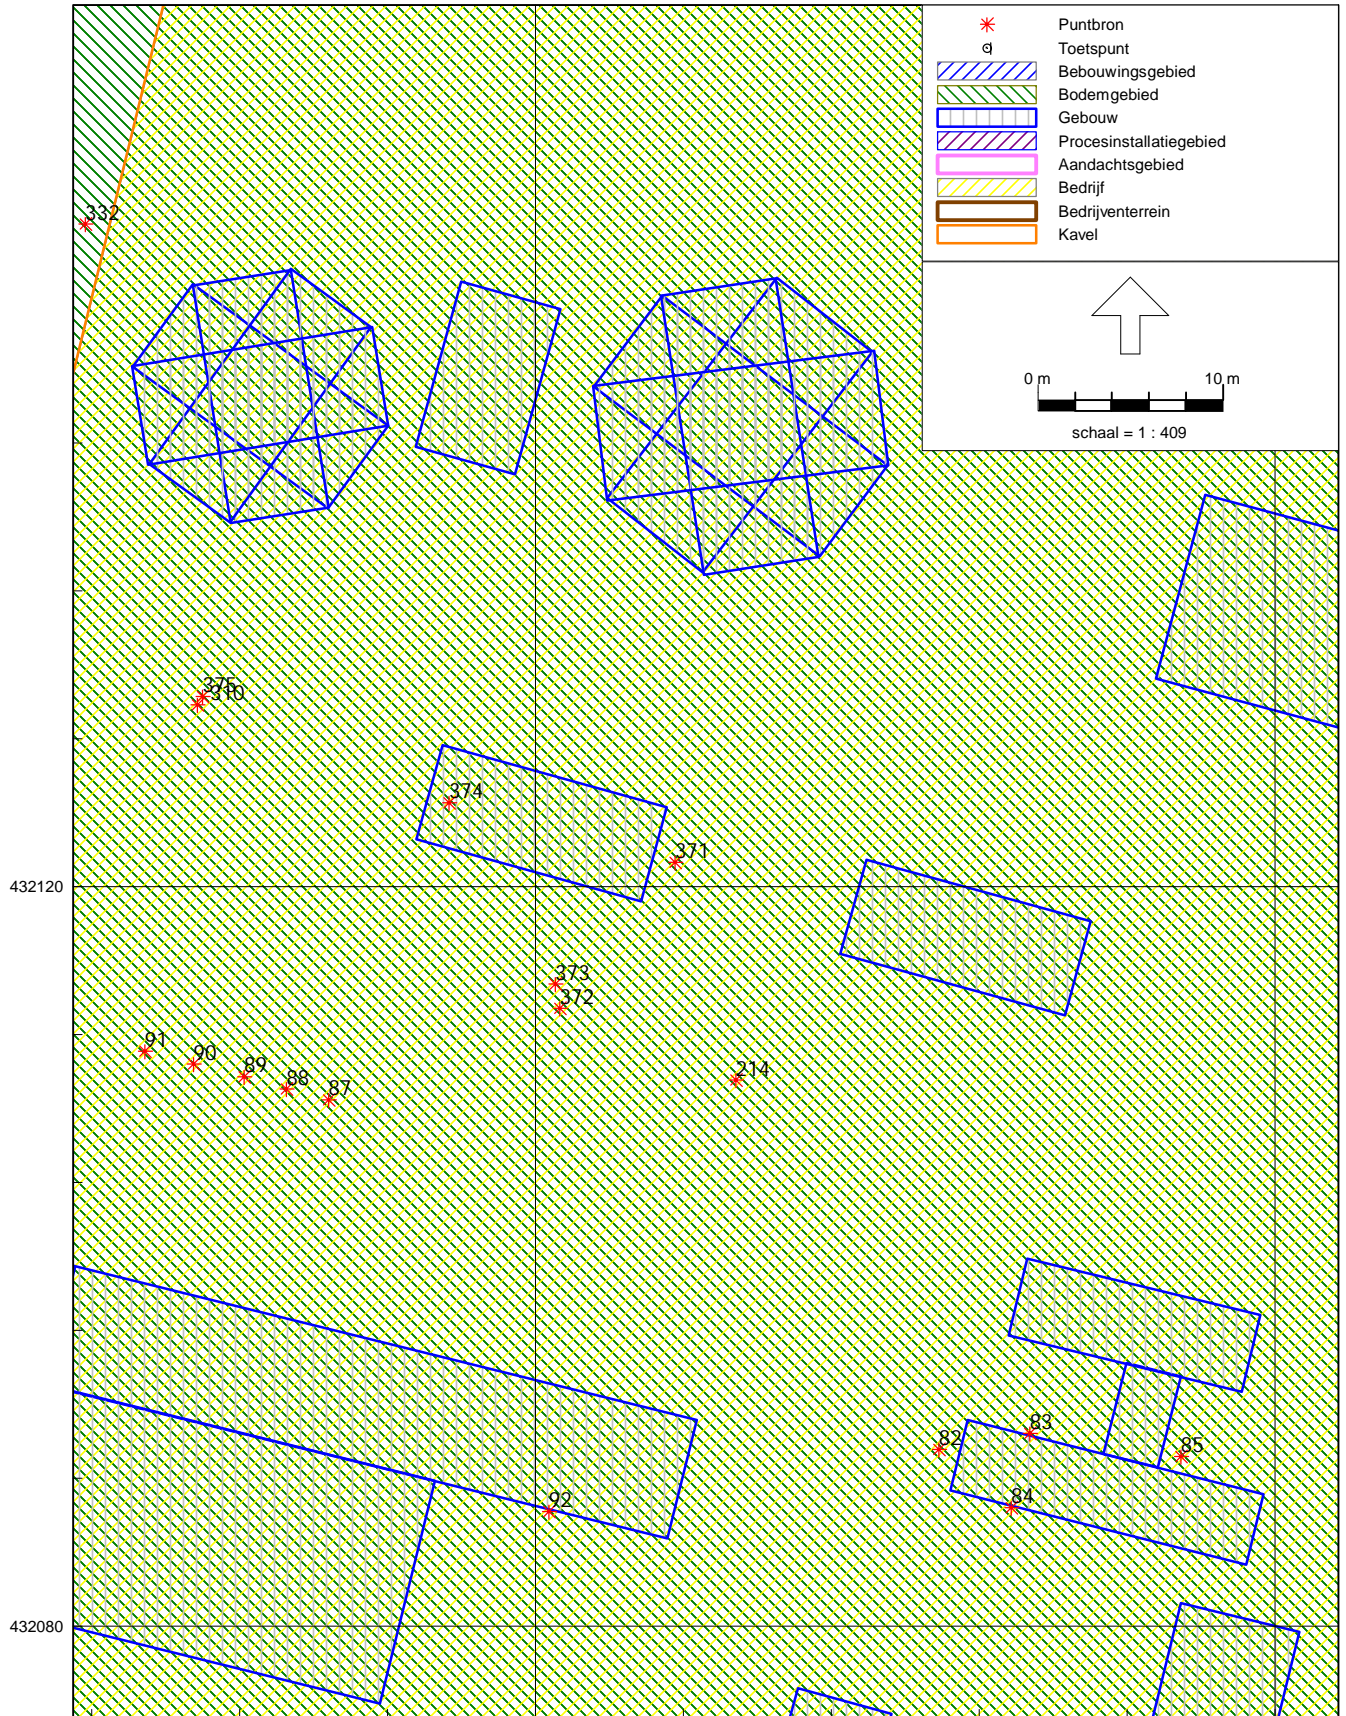 Puntbron
Toetspunt
Bebouwingsgebied
Bodemgebied
Gebouw
Procesinstallatiegebied
Aandachtsgebied
Bedrijf
Bedrijventerrein
Kavel
0 m 10 m
schaal = 1 : 409
332
375
310
374
371
432120
373
372
91
90
89
88
87
214
83
82
85
84
92
432080